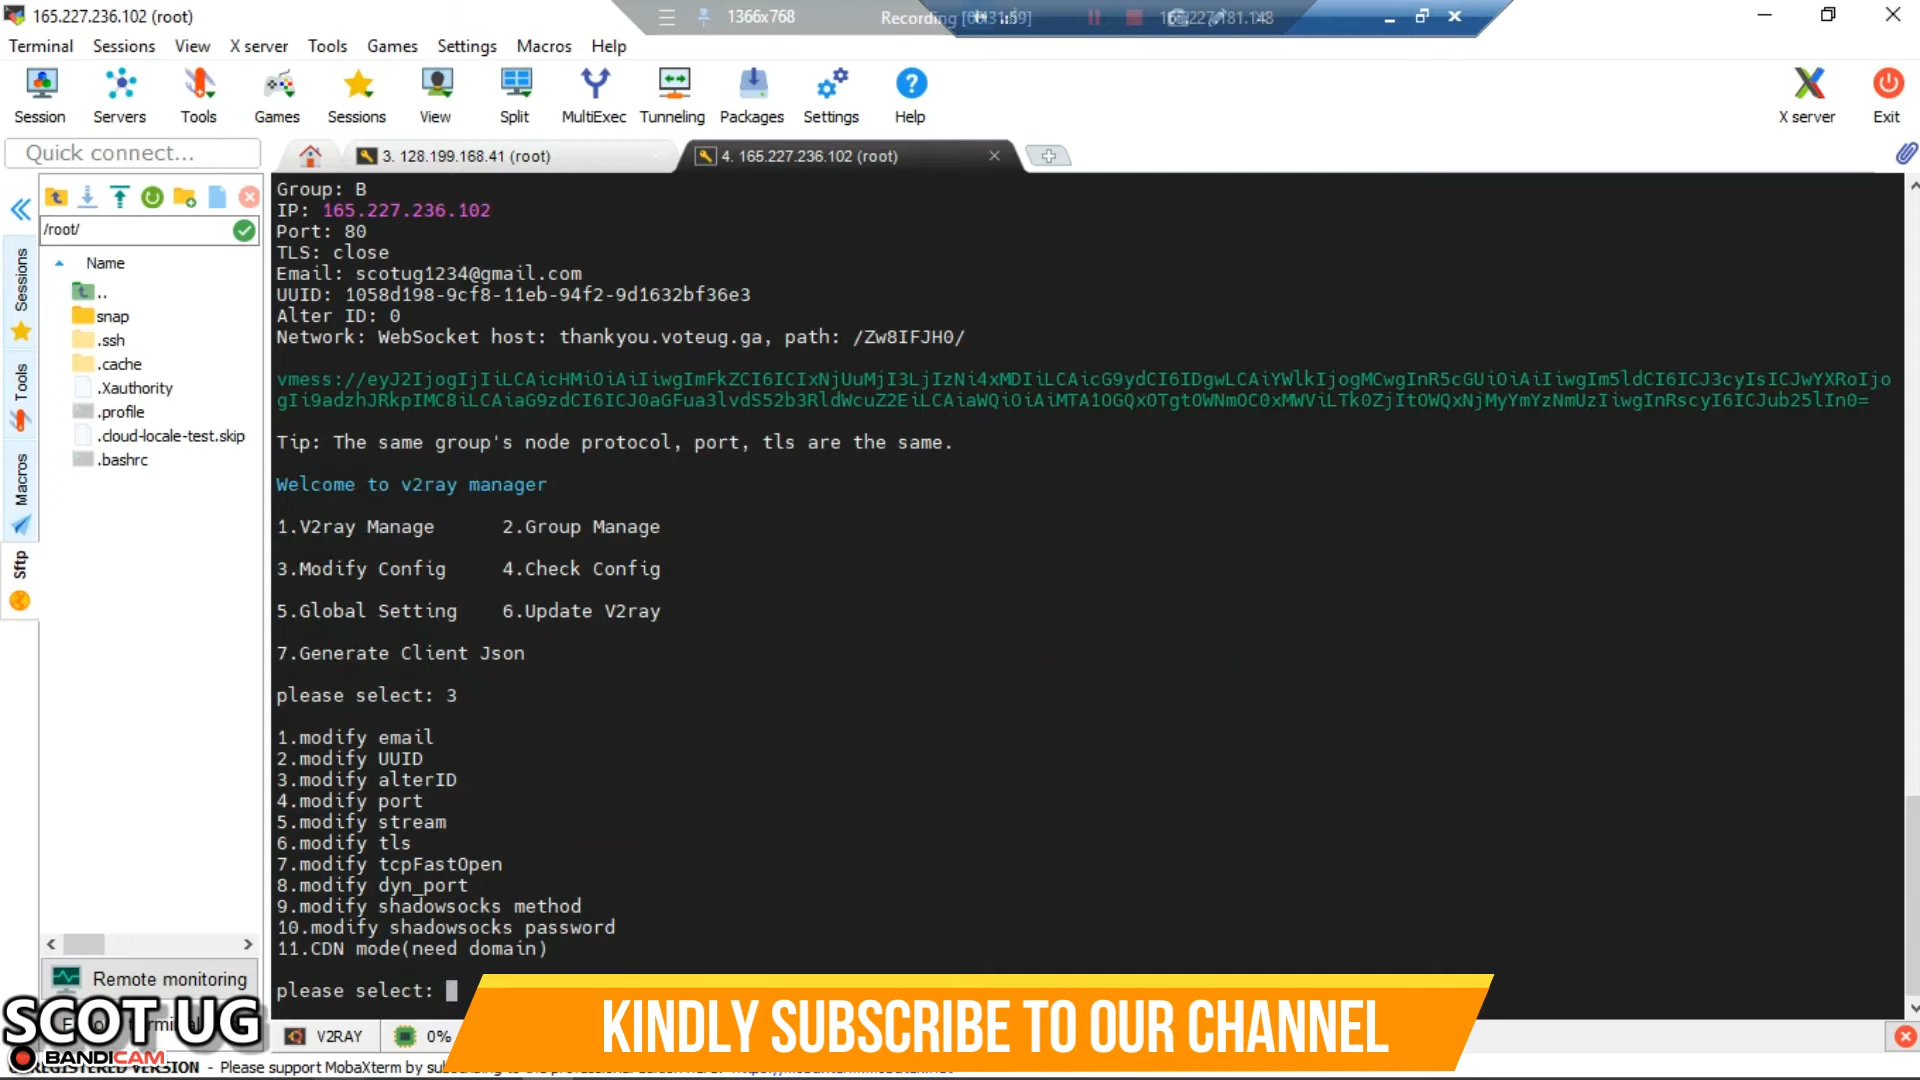 165.227.236.102 (root)
1366x768
Terminal Sessions View X server Tools Games Settings Macros Help
Session Servers Tools Games Sessions View Split MultiExec Tunneling Packages Settings Help
X server Exit
Quick connect...
3. 128.199.168.41 (root)
4. 165.227.236.102 (root)
/root/
Name
..
snap
.ssh
.cache
.Xauthority
.profile
.cloud-locale-test.skip
.bashrc
Sessions
Tools
Macros
Sftp
Group: B
IP: 165.227.236.102
Port: 80
TLS: close
Email: scotug1234@gmail.com
UUID: 1058d198-9cf8-11eb-94f2-9d1632bf36e3
Alter ID: 0
Network: WebSocket host: thankyou.voteug.ga, path: /Zw8IFJH0/
Tip: The same group's node protocol, port, tls are the same.
Welcome to v2ray manager
1.V2ray Manage 2.Group Manage
3.Modify Config 4.Check Config
5.Global Setting 6.Update V2ray
7.Generate Client Json
please select: 3
1.modify email
2.modify UUID
3.modify alterID
4.modify port
5.modify stream
6.modify tls
7.modify tcpFastOpen
8.modify dyn_port
9.modify shadowsocks method
10.modify shadowsocks password
11.CDN mode(need domain)
please select:
Remote monitoring
SCOT UG
BANDICAM
V2RAY
0%
KINDLY SUBSCRIBE TO OUR CHANNEL
VERSION - Please support MobaXterm by